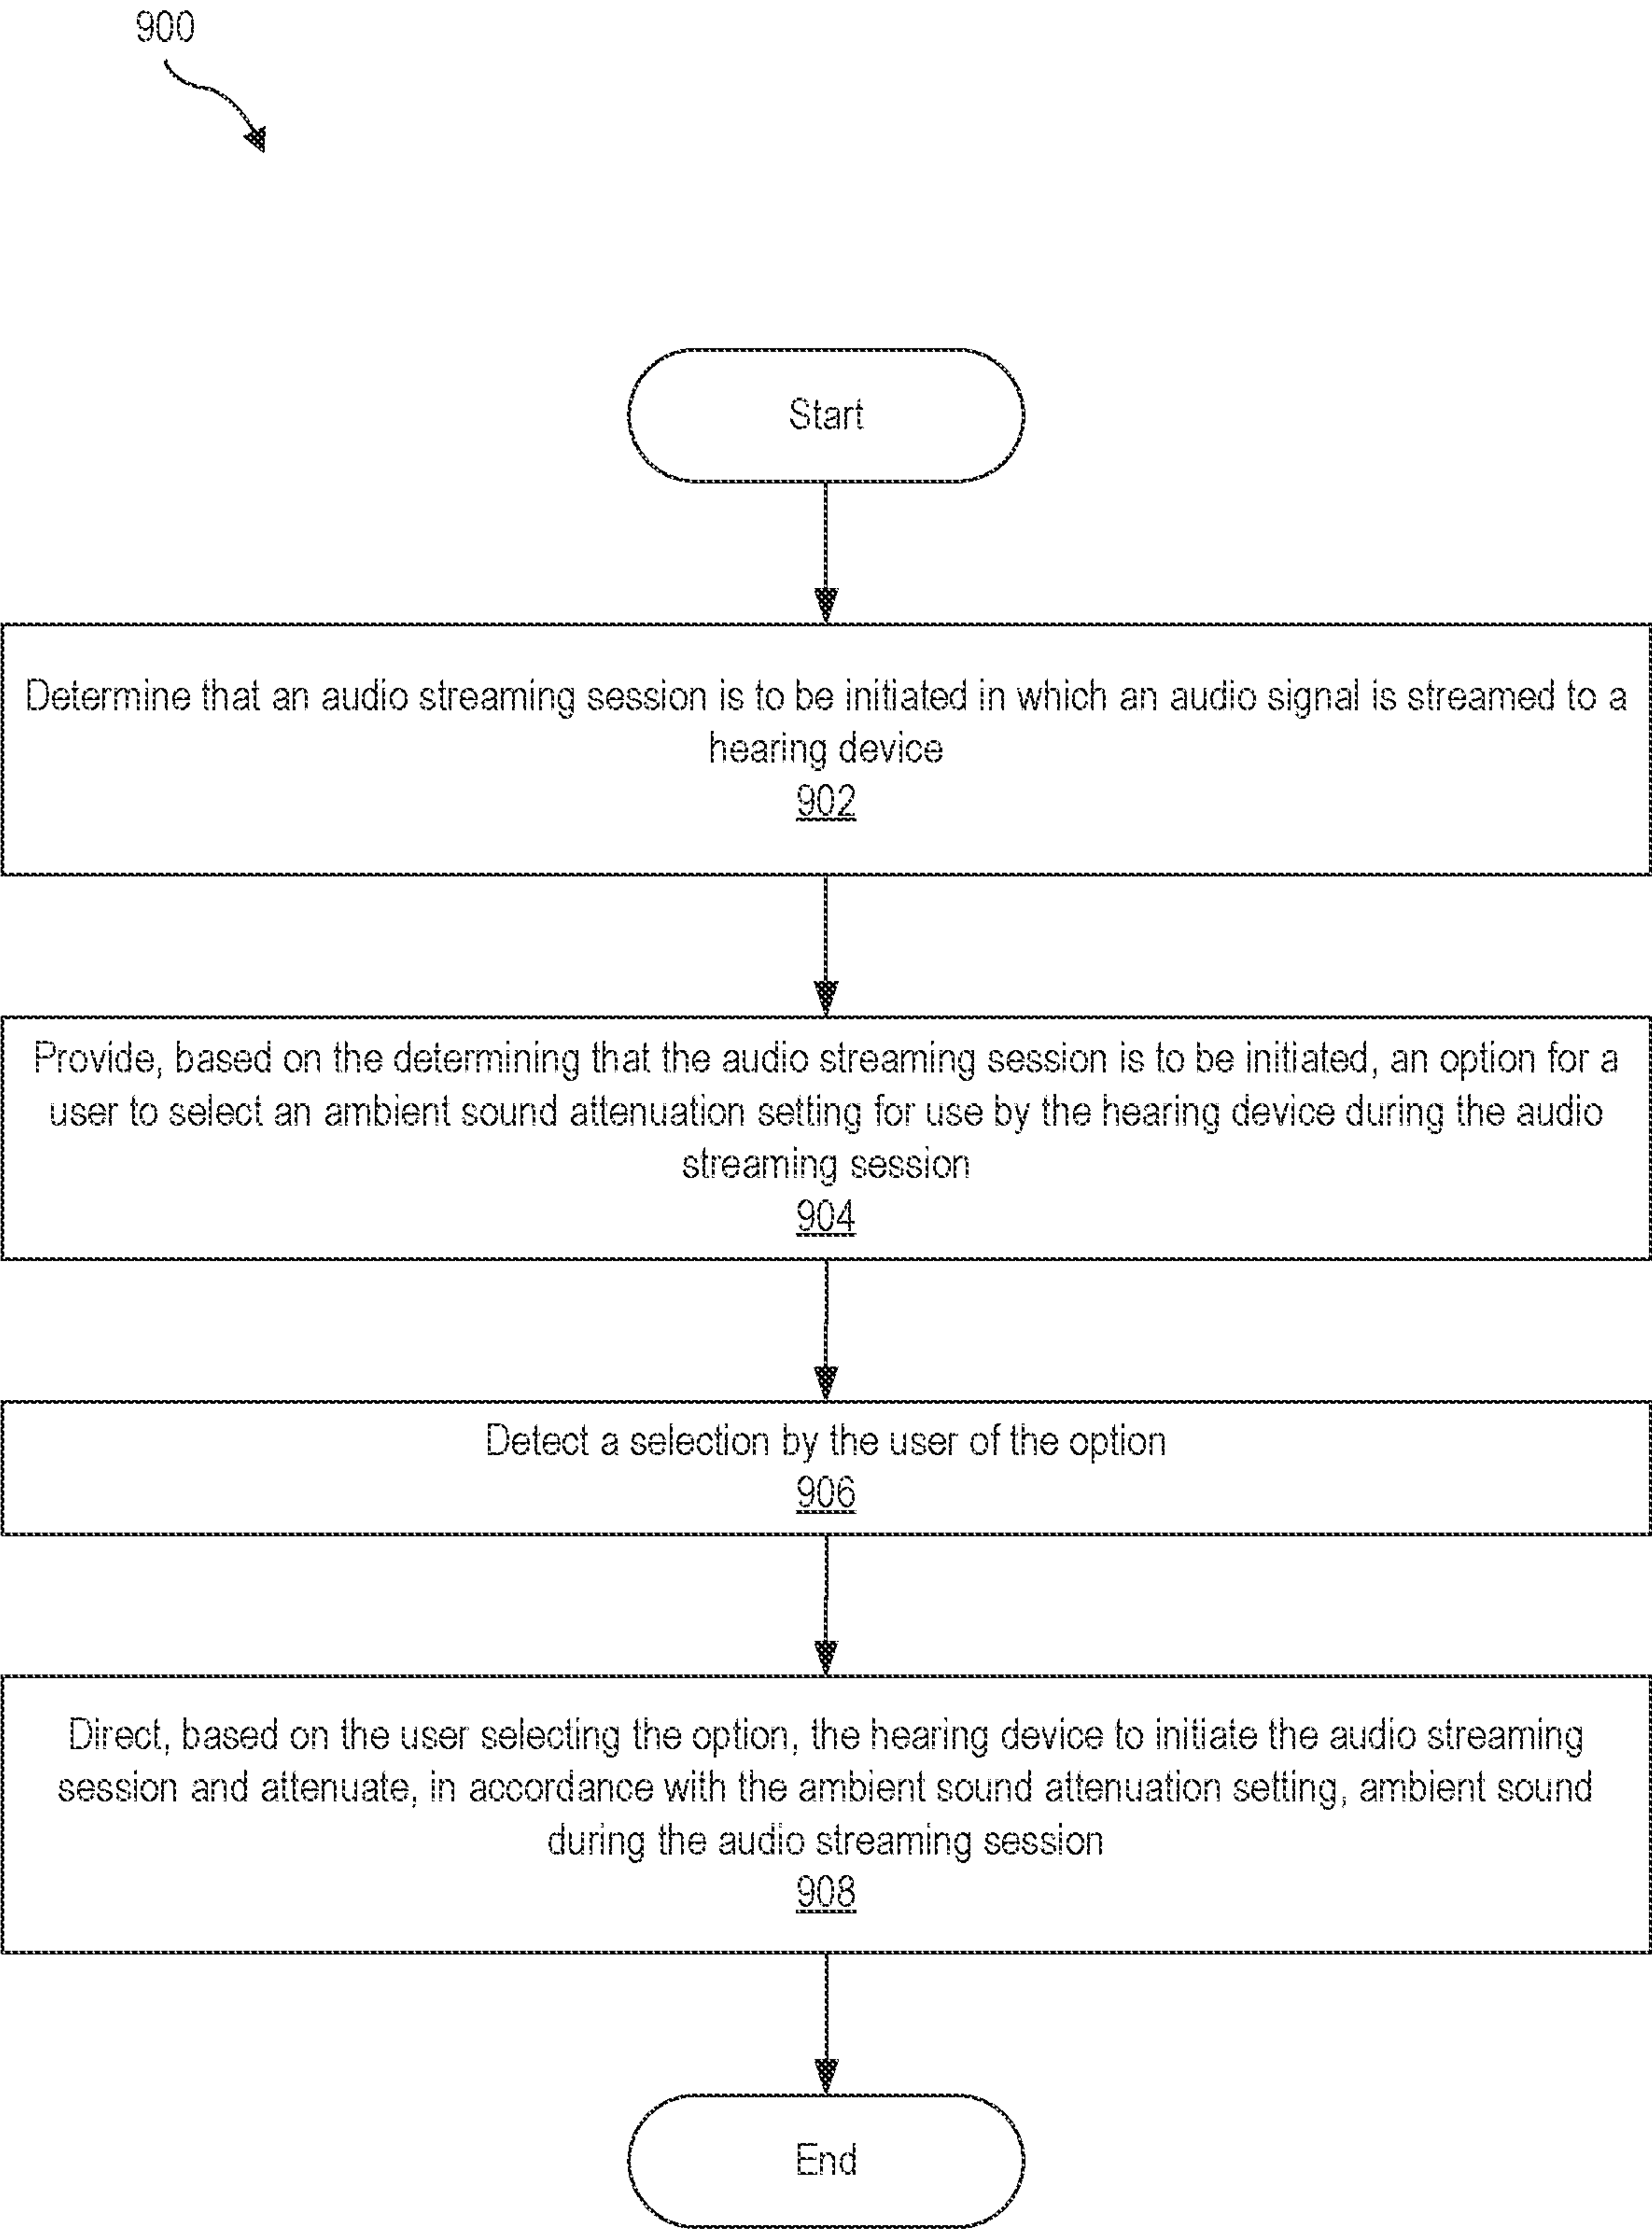 900
Start
Determine that an audio streaming session is to be initiated in which an audio signal is streamed to a
hearing device
902
Provide, based on the determining that the audio streaming session is to be initiated, an option for a
user to select an ambient sound attenuation setting for use by the hearing device during the audio
streaming session
904
Detect a selection by the user of the option
906
Direct, based on the user selecting the option, the hearing device to initiate the audio streaming
session and attenuate, in accordance with the ambient sound attenuation setting, ambient sound
during the audio streaming session
908
End